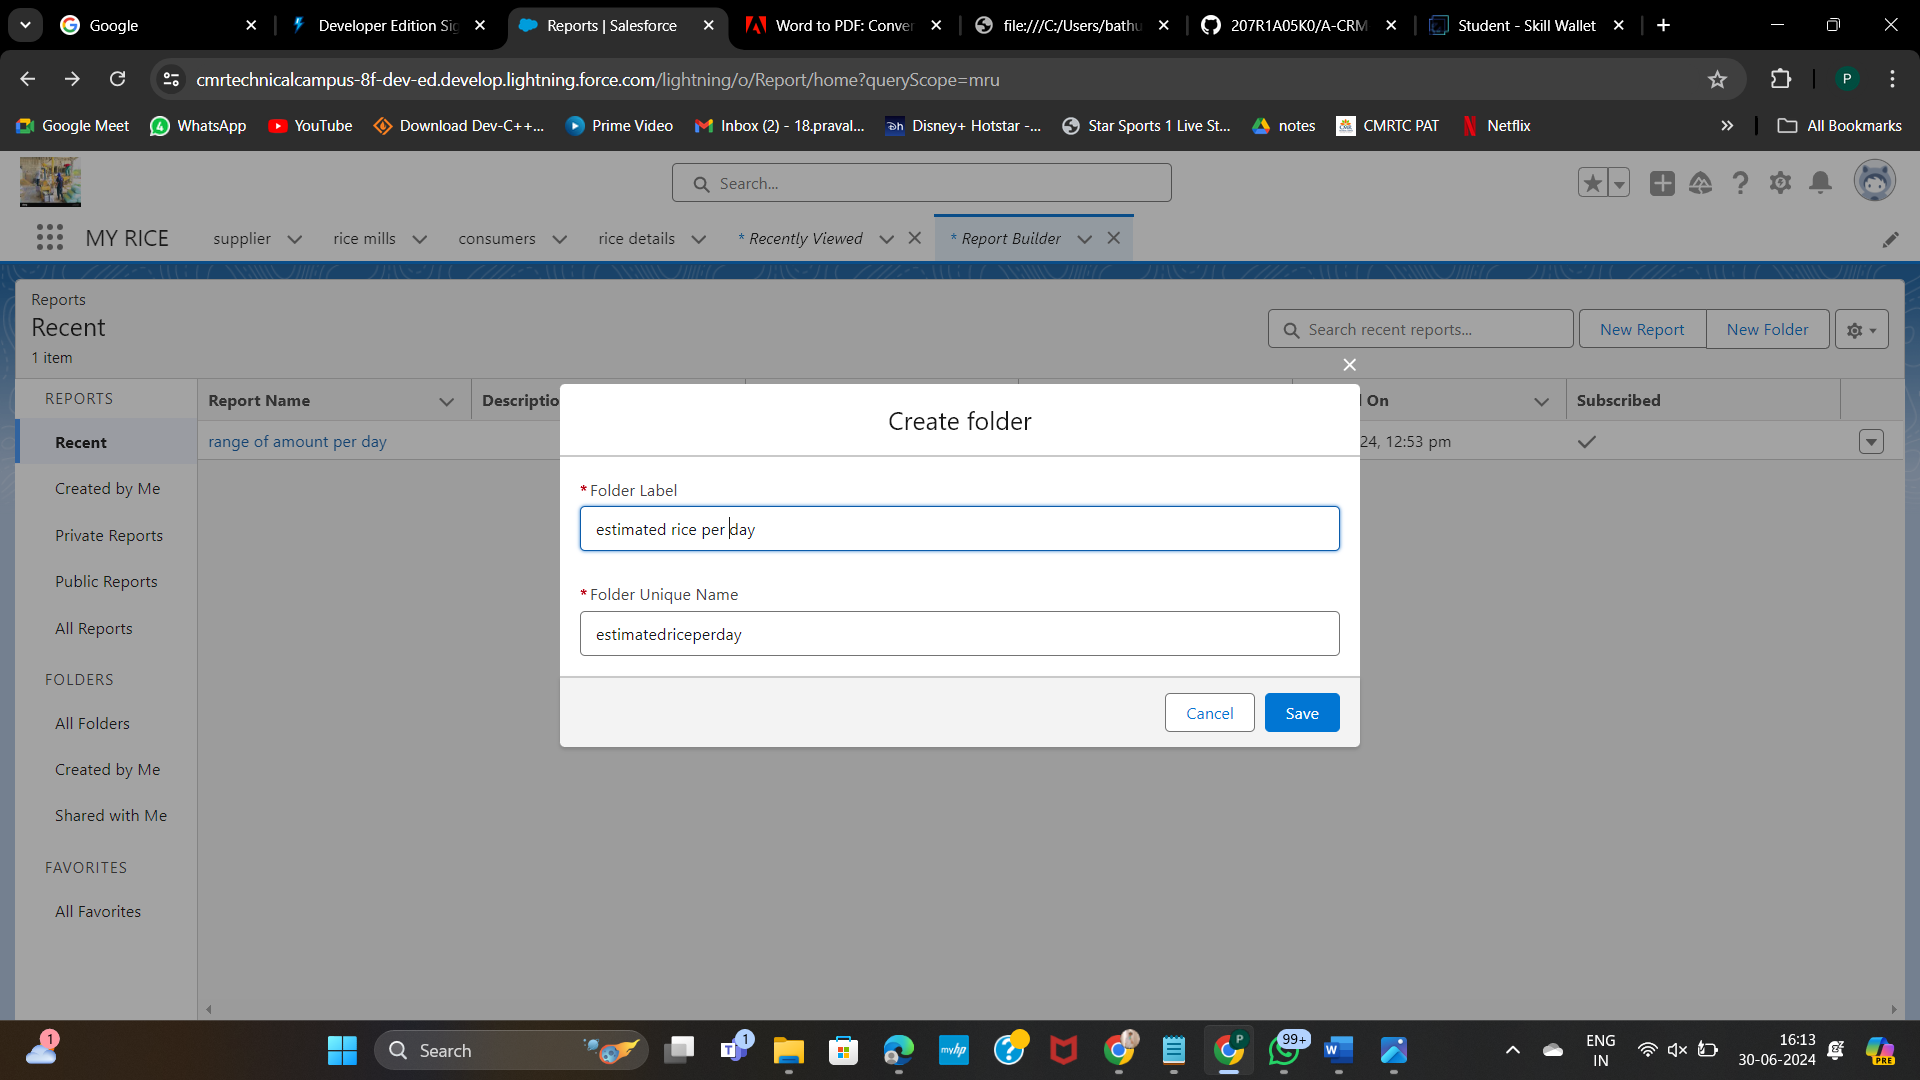 Google
Developer Edition Sig
Reports | Salesforce
Word to PDF: Conver
file:///C:/Users/bathu
207R1A05K0/A-CRM
Student - Skill Wallet
cmrtechnicalcampus-8f-dev-ed.develop.lightning.force.com/lightning/o/Report/home?queryScope=mru
P
Google Meet
WhatsApp
YouTube
Download Dev-C++...
Prime Video
Inbox (2) - 18.praval...
Disney+ Hotstar -...
Star Sports 1 Live St...
notes
CMRTC PAT
Netflix
All Bookmarks
Search...
MY RICE
supplier
rice mills
consumers
rice details
* Recently Viewed
* Report Builder
Reports
Recent
1 item
Search recent reports...
New Report
New Folder
REPORTS
Report Name
Descriptio
On
Subscribed
Recent
range of amount per day
24, 12:53 pm
Created by Me
Private Reports
Public Reports
All Reports
FOLDERS
All Folders
Created by Me
Shared with Me
FAVORITES
All Favorites
Create folder
*Folder Label
estimated rice per day
*Folder Unique Name
estimatedriceperday
Cancel
Save
1
Search
1
myhp
P
99+
ENG
IN
16:13
30-06-2024
PRE